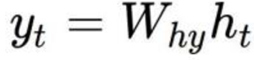 y_t = W_{hy}h_t